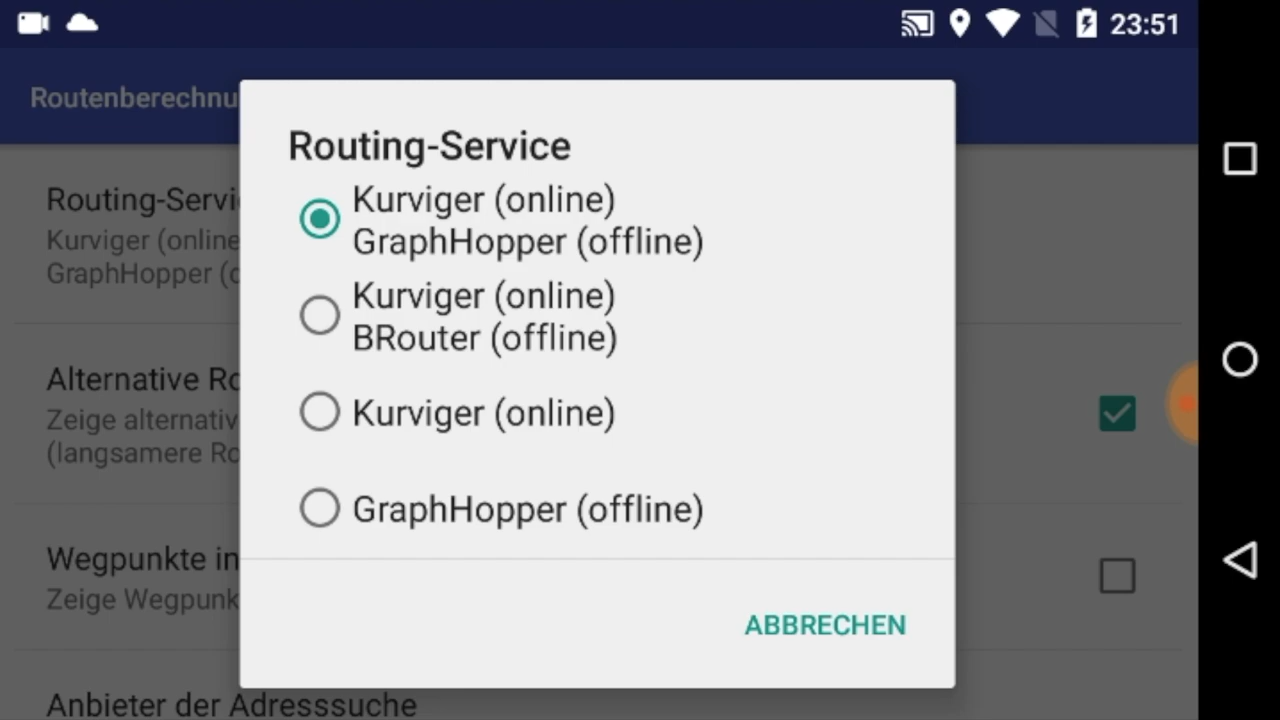 23:51
Routenberechnu
Routing-Service
Kurviger (online)
GraphHopper (offline)
Kurviger (online)
BRouter (offline)
Kurviger (online)
GraphHopper (offline)
ABBRECHEN
Routing-Servi
Kurviger (online
GraphHopper (o
Alternative Ro
Zeige alternativ
(langsamere Ro
Wegpunkte in
Zeige Wegpunk
Anbieter der Adresssuche